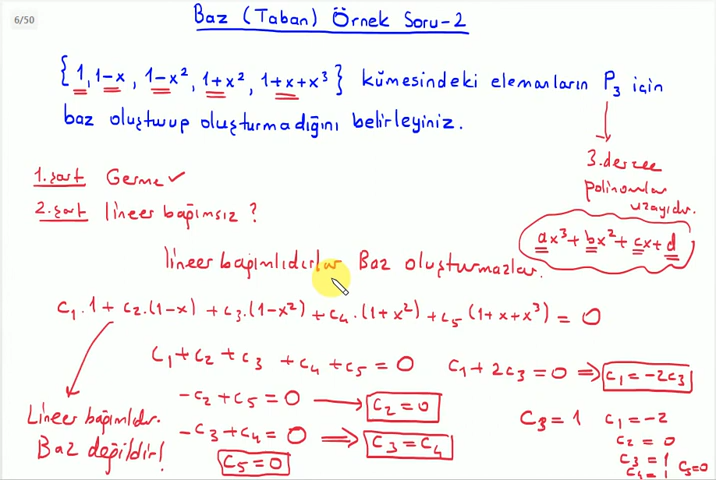 6/50
Baz (Taban) Örnek Soru-2
{1, 1-x, 1-x², 1+x², 1+x+x³} kümesindeki elemanların P₃ için
baz oluşturup oluşturmadığını belirleyiniz.
3. derece
polinomlar
uzayıdır.
ax³+bx²+cx+d
1.şart Germe ✓
2.şart lineer bağımsız ?
lineer bağımlıdırlar Baz oluşturmazlar.
c₁.1 + c₂.(1-x) + c₃.(1-x²) + c₄.(1+x²) + c₅(1+x+x³) = 0
c₁+c₂+c₃ +c₄+c₅=0 c₁+2c₃=0 ⇒ c₁=-2c₃
-c₂+c₅=0 → c₂=0
-c₃+c₄=0 ⇒ c₃=c₄
c₅=0
c₃=1 c₁=-2
c₂=0
c₃=1
c₄=1 c₅=0
Lineer bağımlıdır.
Baz değildir!